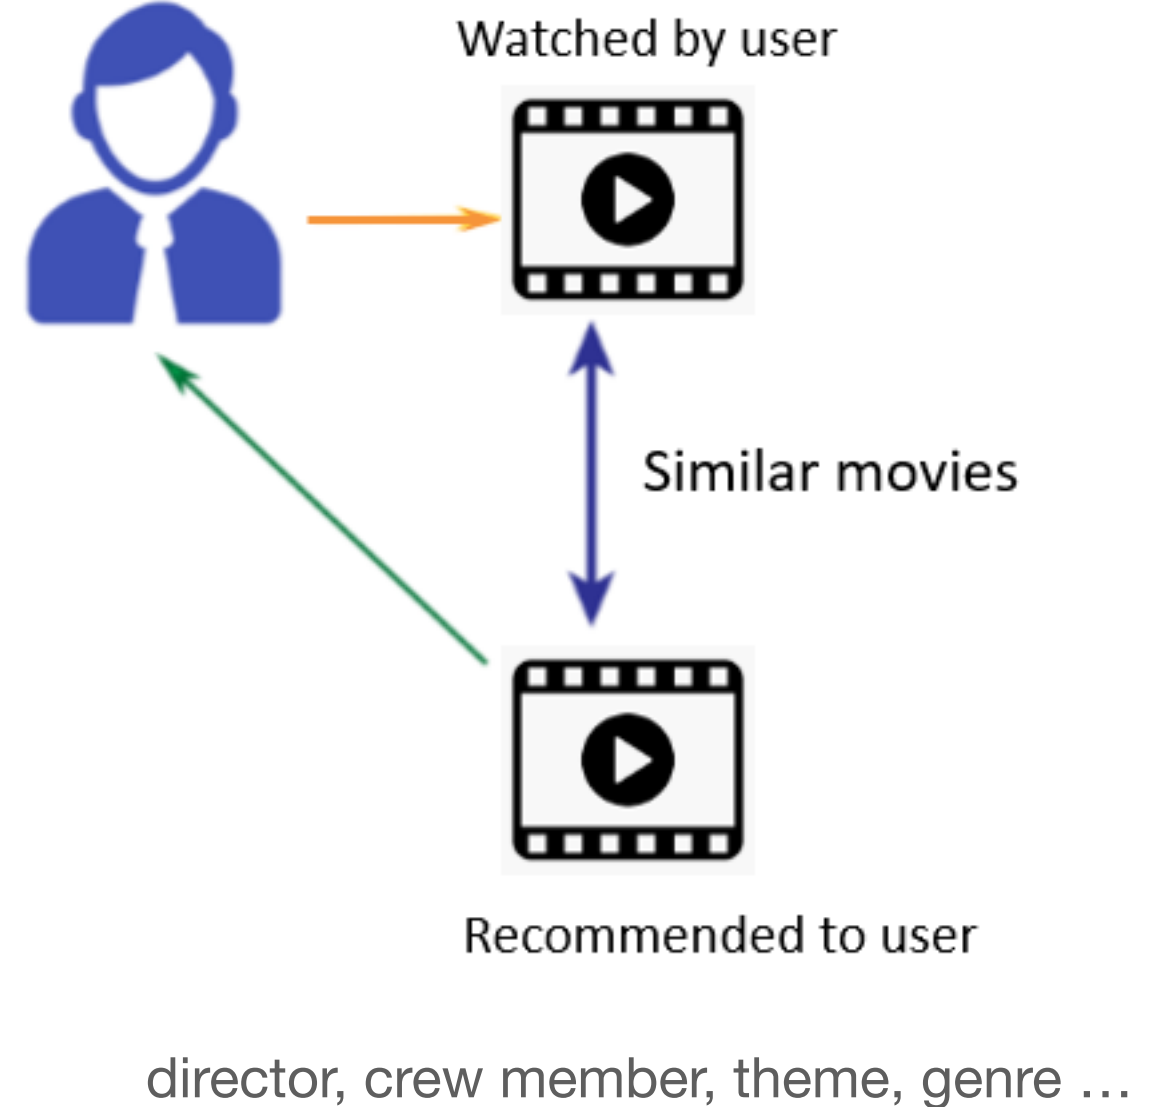 Watched by user
Similar movies
Recommended to user
director, crew member, theme, genre …